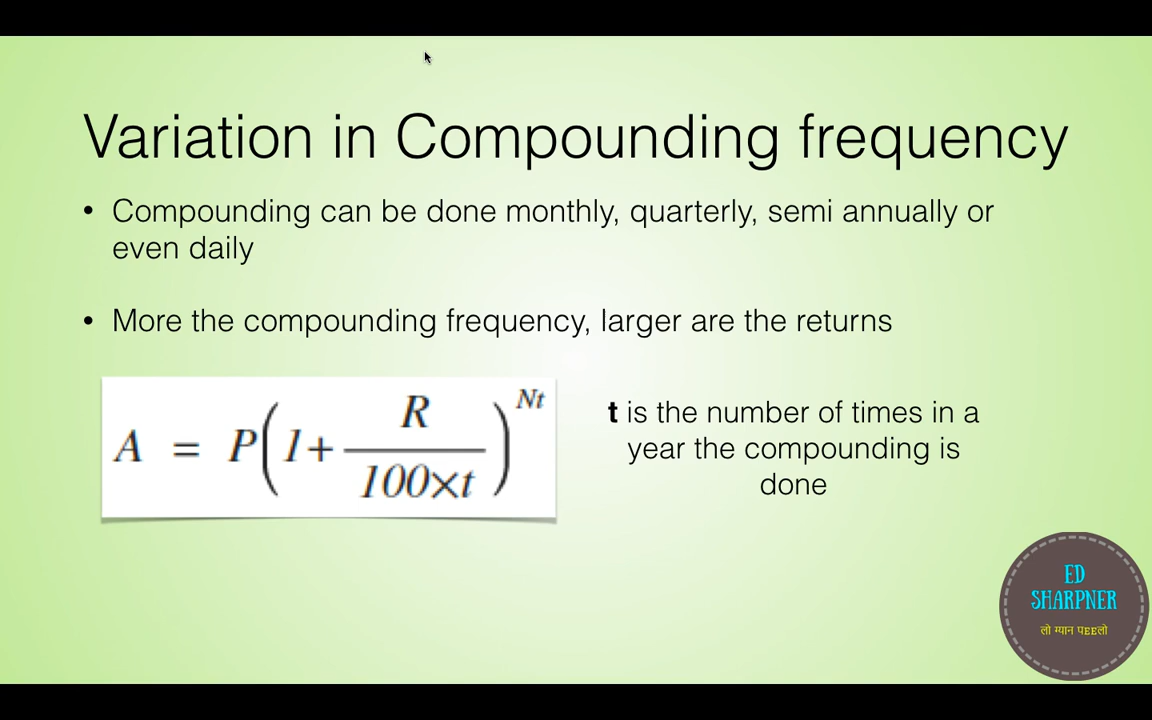 Variation in Compounding frequency
• Compounding can be done monthly, quarterly, semi annually or
even daily
• More the compounding frequency, larger are the returns
A = P(1+ R/100×t)^Nt
t is the number of times in a
year the compounding is
done
ED
SHARPNER
लो ग्यान पEEलो